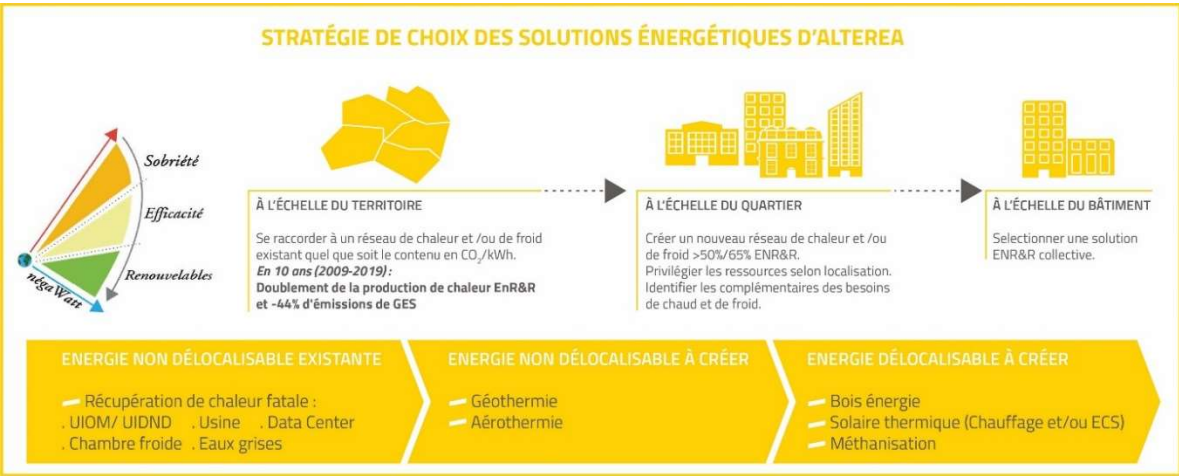 STRATÉGIE DE CHOIX DES SOLUTIONS ÉNERGÉTIQUES D'ALTEREA
Sobriété
Efficacité
Renouvelables
négaWatt
À L'ÉCHELLE DU TERRITOIRE
Se raccorder à un réseau de chaleur et /ou de froid
existant quel que soit le contenu en CO₂/kWh.
En 10 ans (2009-2019) :
Doublement de la production de chaleur EnR&R
et -44% d'émissions de GES
À L'ÉCHELLE DU QUARTIER
Créer un nouveau réseau de chaleur et /ou
de froid >50%/65% ENR&R.
Privilégier les ressources selon localisation.
Identifier les complémentaires des besoins
de chaud et de froid.
À L'ÉCHELLE DU BÂTIMENT
Selectionner une solution
ENR&R collective.
ENERGIE NON DÉLOCALISABLE EXISTANTE
Récupération de chaleur fatale :
. UIOM/ UIDND . Usine . Data Center
. Chambre froide . Eaux grises
ENERGIE NON DÉLOCALISABLE À CRÉER
Géothermie
Aérothermie
ENERGIE DÉLOCALISABLE À CRÉER
Bois énergie
Solaire thermique (Chauffage et/ou ECS)
Méthanisation